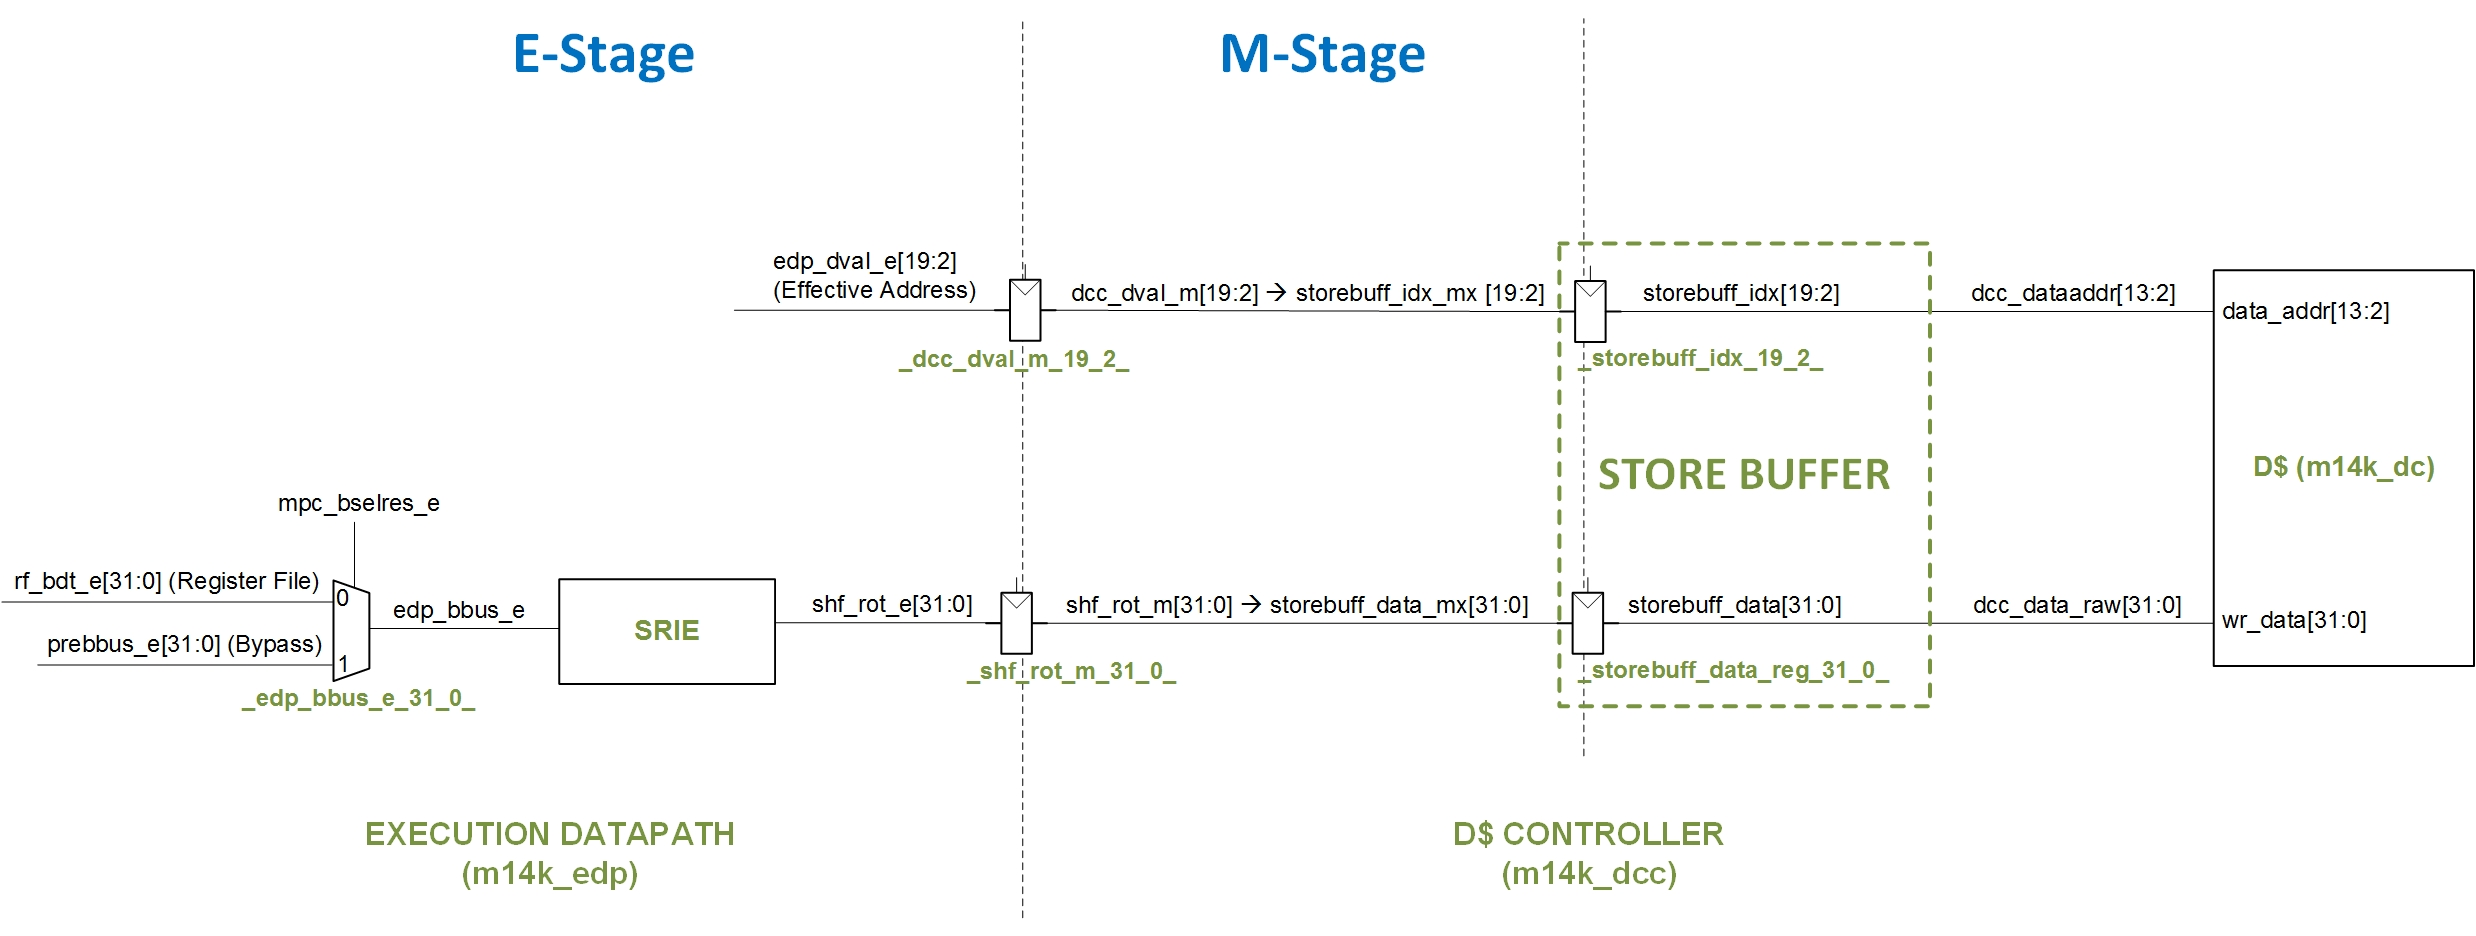 E-Stage
M-Stage
edp_dval_e[19:2]
(Effective Address)
dcc_dval_m[19:2] → storebuff_idx_mx [19:2]
storebuff_idx[19:2]
dcc_dataaddr[13:2]
data_addr[13:2]
_dcc_dval_m_19_2_
_storebuff_idx_19_2_
STORE BUFFER
D$ (m14k_dc)
mpc_bselres_e
rf_bdt_e[31:0] (Register File)
0
edp_bbus_e
prebbus_e[31:0] (Bypass)
1
_edp_bbus_e_31_0_
SRIE
shf_rot_e[31:0]
shf_rot_m[31:0] → storebuff_data_mx[31:0]
storebuff_data[31:0]
dcc_data_raw[31:0]
wr_data[31:0]
_shf_rot_m_31_0_
_storebuff_data_reg_31_0_
EXECUTION DATAPATH
(m14k_edp)
D$ CONTROLLER
(m14k_dcc)